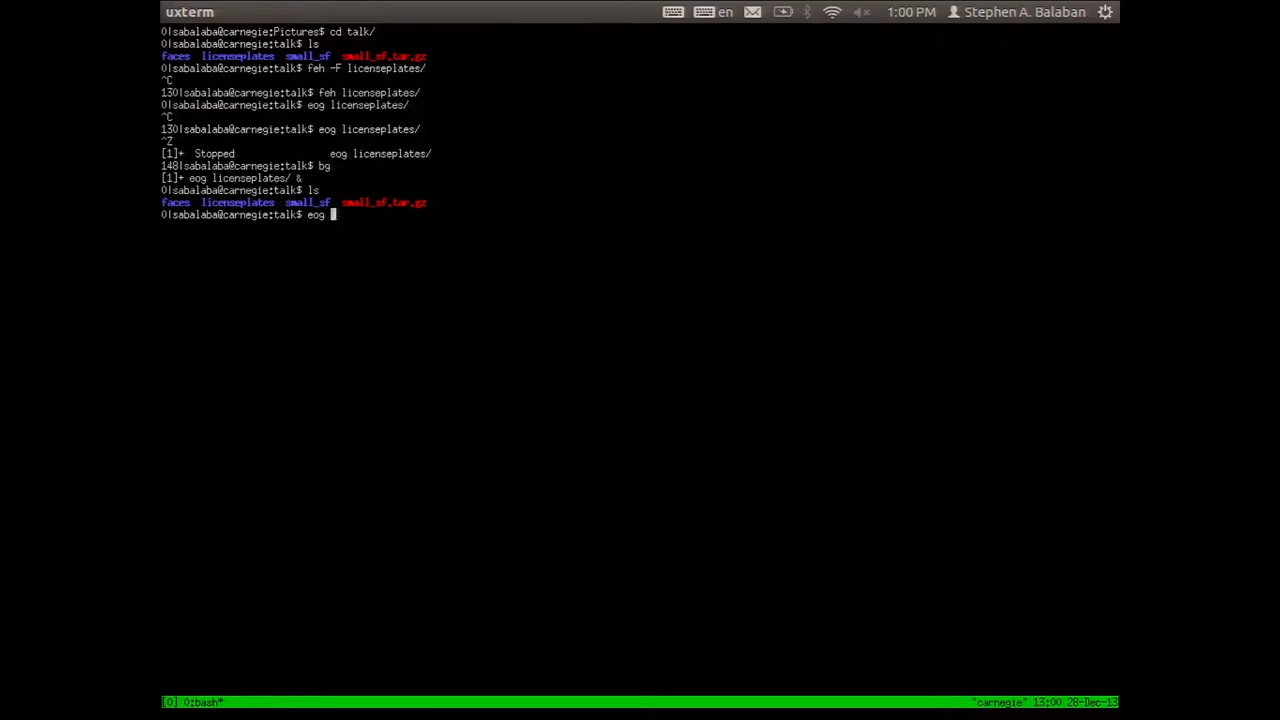 uxterm en 1:00 PM Stephen A. Balaban
0|sabalaba@carnegie:Pictures$ cd talk/
0|sabalaba@carnegie:talk$ ls
faces licenseplates small_sf small_sf.tar.gz
0|sabalaba@carnegie:talk$ feh -F licenseplates/
^C
130|sabalaba@carnegie:talk$ feh licenseplates/
0|sabalaba@carnegie:talk$ eog licenseplates/
^C
130|sabalaba@carnegie:talk$ eog licenseplates/
^Z
[1]+ Stopped eog licenseplates/
148|sabalaba@carnegie:talk$ bg
[1]+ eog licenseplates/ &
0|sabalaba@carnegie:talk$ ls
faces licenseplates small_sf small_sf.tar.gz
0|sabalaba@carnegie:talk$ eog
[0] 0:bash* "carnegie" 13:00 28-Dec-13